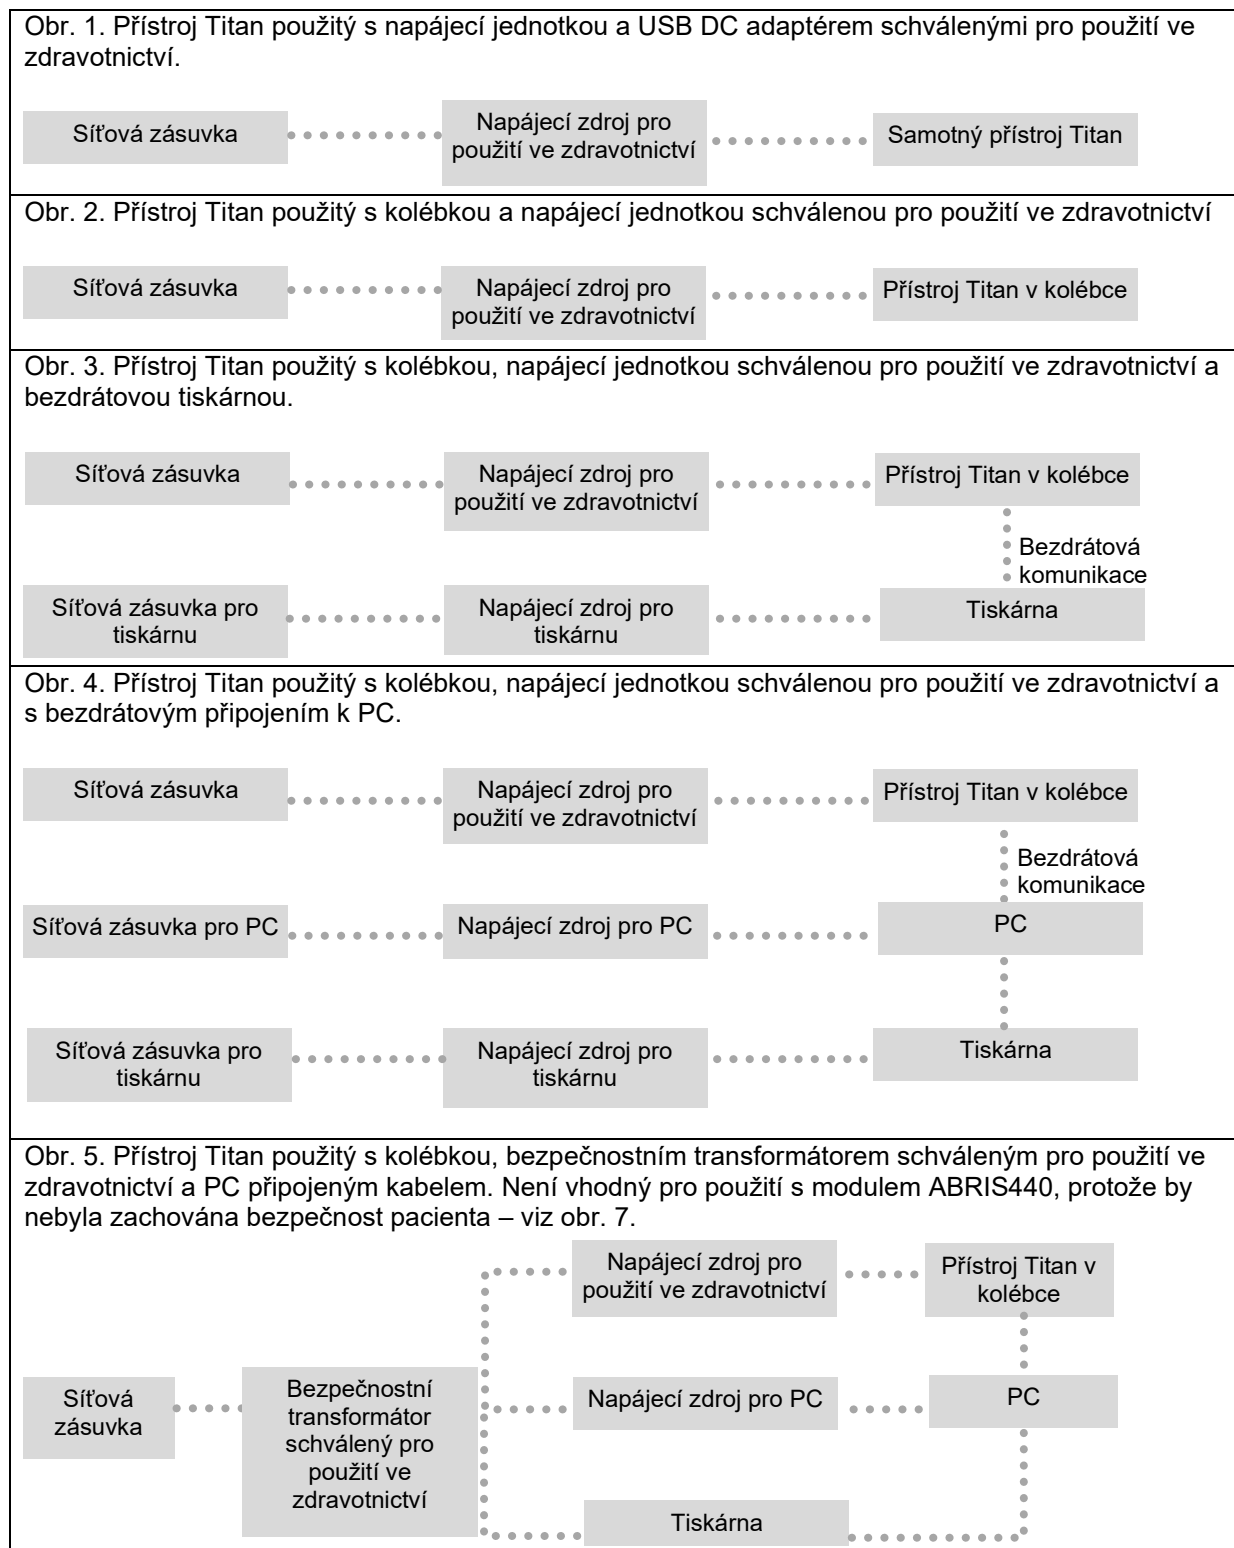 Obr. 1. Přístroj Titan použitý s napájecí jednotkou a USB DC adaptérem schválenými pro použití ve
zdravotnictví.
Síťová zásuvka
Napájecí zdroj pro
použití ve zdravotnictví
Samotný přístroj Titan
Obr. 2. Přístroj Titan použitý s kolébkou a napájecí jednotkou schválenou pro použití ve zdravotnictví
Síťová zásuvka
Napájecí zdroj pro
použití ve zdravotnictví
Přístroj Titan v kolébce
Obr. 3. Přístroj Titan použitý s kolébkou, napájecí jednotkou schválenou pro použití ve zdravotnictví a
bezdrátovou tiskárnou.
Síťová zásuvka
Napájecí zdroj pro
použití ve zdravotnictví
Přístroj Titan v kolébce
Bezdrátová
komunikace
Síťová zásuvka pro
tiskárnu
Napájecí zdroj pro
tiskárnu
Tiskárna
Obr. 4. Přístroj Titan použitý s kolébkou, napájecí jednotkou schválenou pro použití ve zdravotnictví a
s bezdrátovým připojením k PC.
Síťová zásuvka
Napájecí zdroj pro
použití ve zdravotnictví
Přístroj Titan v kolébce
Bezdrátová
komunikace
Síťová zásuvka pro PC
Napájecí zdroj pro PC
PC
Síťová zásuvka pro
tiskárnu
Napájecí zdroj pro
tiskárnu
Tiskárna
Obr. 5. Přístroj Titan použitý s kolébkou, bezpečnostním transformátorem schváleným pro použití ve
zdravotnictví a PC připojeným kabelem. Není vhodný pro použití s modulem ABRIS440, protože by
nebyla zachována bezpečnost pacienta – viz obr. 7.
Napájecí zdroj pro
použití ve zdravotnictví
Přístroj Titan v
kolébce
Síťová
zásuvka
Bezpečnostní
transformátor
schválený pro
použití ve
zdravotnictví
Napájecí zdroj pro PC
PC
Tiskárna